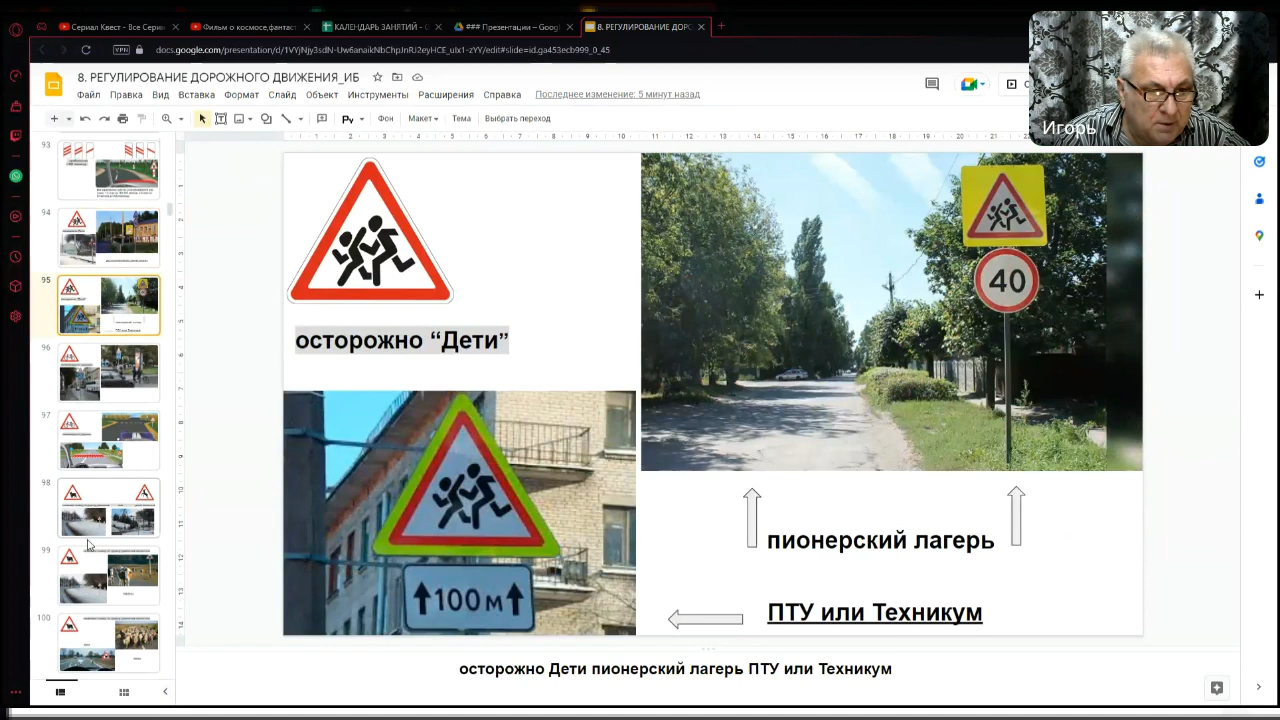 Сериал Квест - Все Серии
Фильм о космосе,фантаст
КАЛЕНДАРЬ ЗАНЯТИЙ - G
### Презентации – Googl
8. РЕГУЛИРОВАНИЕ ДОРО
VPN
docs.google.com/presentation/d/1VYjNjy3sdN-Uw6anaikNbChpJnRi2eyHCE_ulx1-zYY/edit#slide=id.ga453ecb999_0_45
8. РЕГУЛИРОВАНИЕ ДОРОЖНОГО ДВИЖЕНИЯ_ИБ
Файл Правка Вид Вставка Формат Слайд Объект Инструменты Расширения Справка Последнее изменение: 5 минут назад
Фон Макет Тема Выбрать переход
Игорь
93
94
95
96
97
98
99
100
40
осторожно “Дети”
100 м
пионерский лагерь
ПТУ или Техникум
осторожно Дети пионерский лагерь ПТУ или Техникум